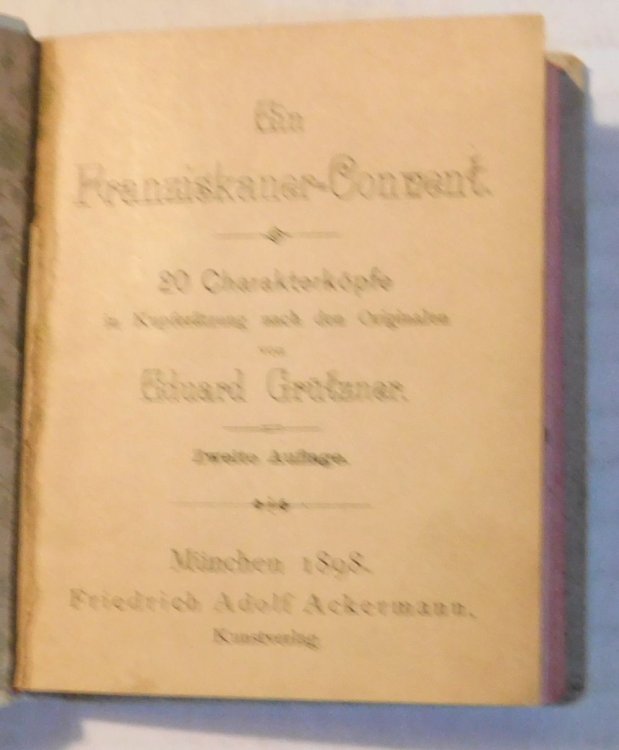 Ein
Franziskaner-Convent.
20 Charakterköpfe
in Kupferätzung nach den Originalen
von
Eduard Grützner.
Zweite Auflage.
München 1898.
Friedrich Adolf Ackermann,
Kunstverlag